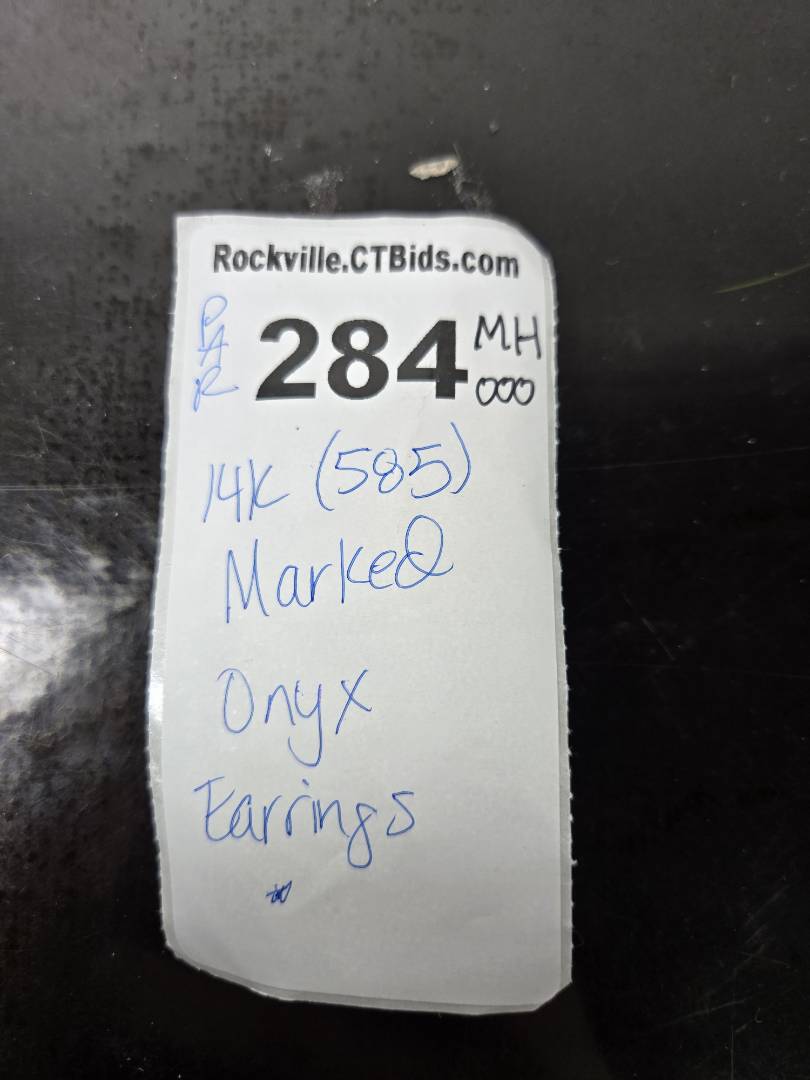 Rockville.CTBids.com
PAR
284
MH
000
14K (585)
Marked
Onyx
Earrings